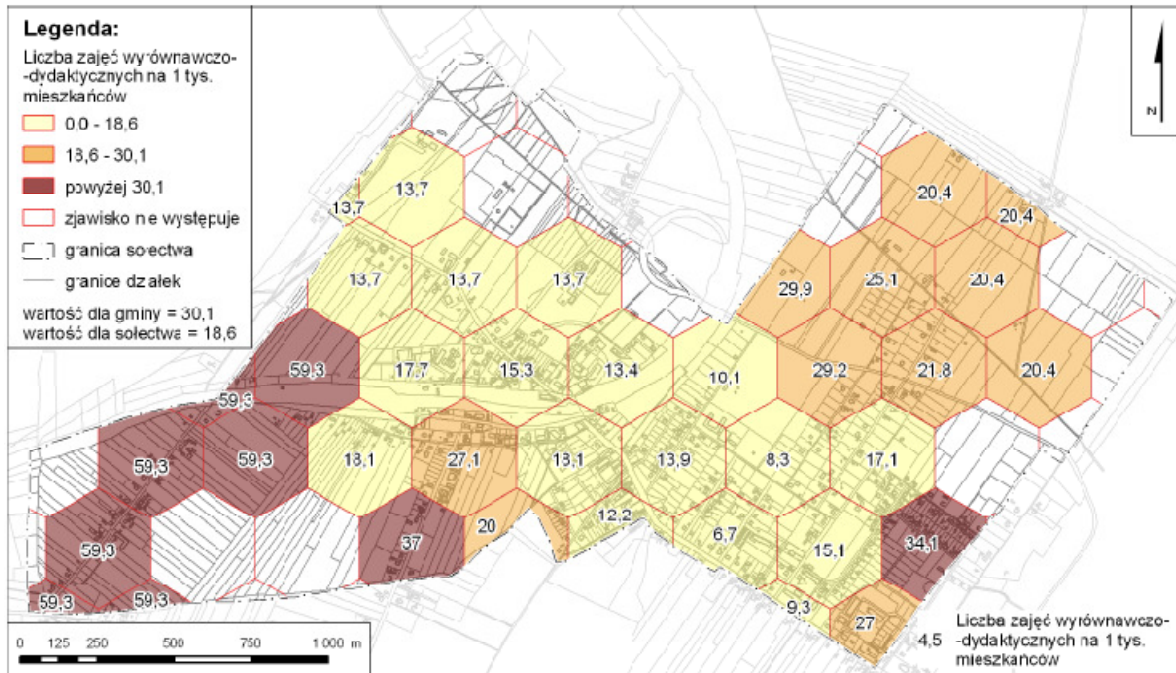 Legenda:
Liczba zajęć wyrównawczo-
-dydaktycznych na 1 tys.
mieszkańców
0,0 - 18,6
18,6 - 30,1
powyżej 30,1
zjawisko nie występuje
granica sołectwa
granice działek
wartość dla gminy = 30,1
wartość dla sołectwa = 18,6
N
13,7
13,7
20,4
20,4
13,7
13,7
13,7
29,9
25,1
20,4
59,3
17,7
15,3
13,4
10,1
29,2
21,8
20,4
59,3
59,3
59,3
18,1
27,1
13,1
13,9
8,3
17,1
59,3
37
20
12,2
6,7
15,1
34,1
59,3
59,3
9,3
27
0 125 250 500 750 1 000 m
4,5
Liczba zajęć wyrównawczo-
-dydaktycznych na 1 tys.
mieszkańców